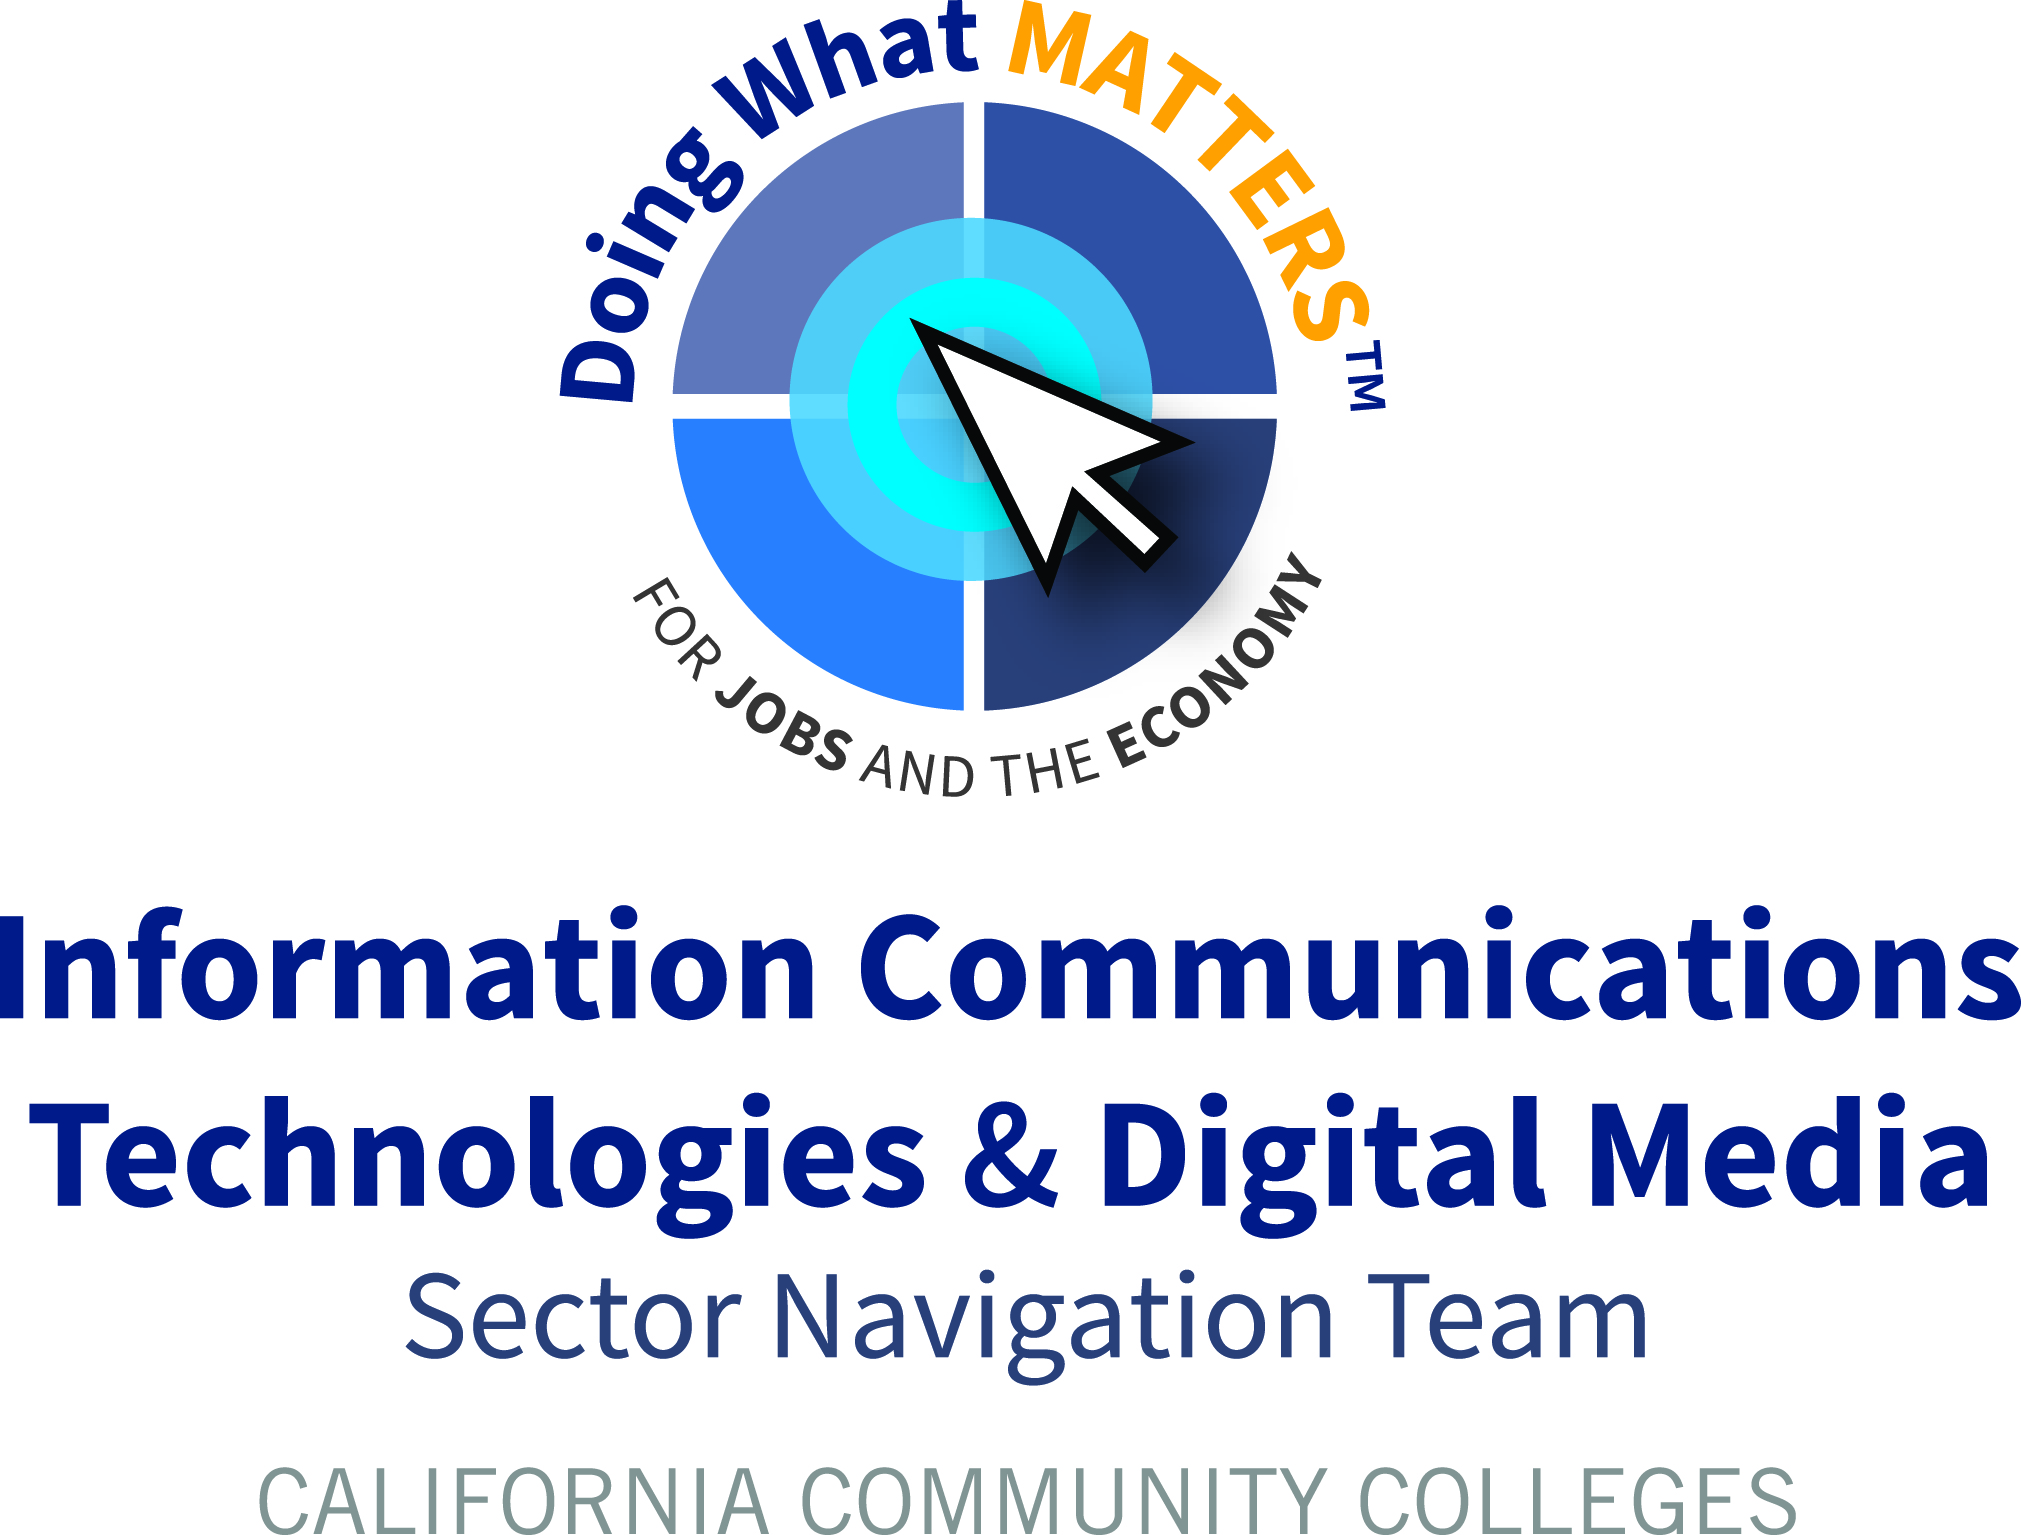 Doing What MATTERS™
FOR JOBS AND THE ECONOMY
Information Communications
Technologies & Digital Media
Sector Navigation Team
CALIFORNIA COMMUNITY COLLEGES